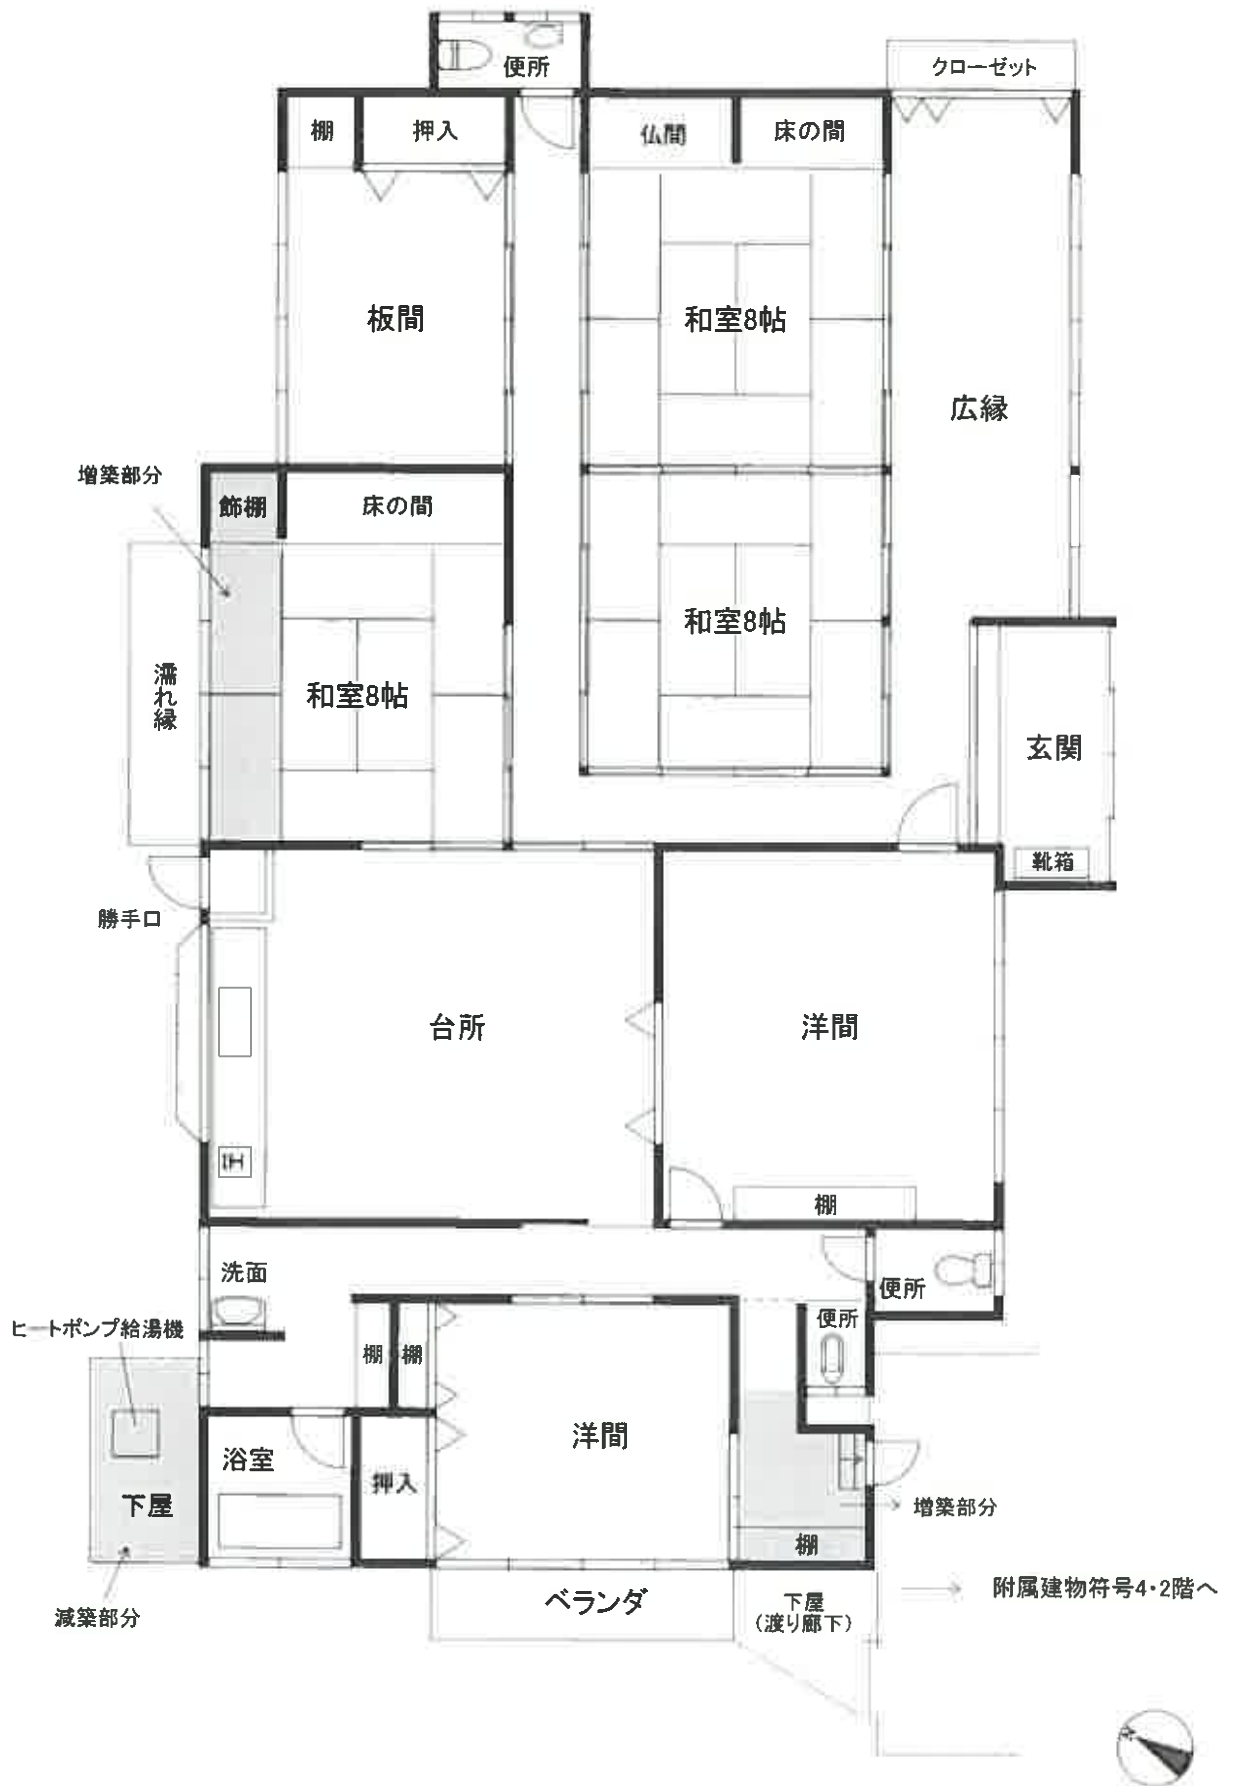 便所
クローゼット
棚
押入
仏間
床の間
板間
和室8帖
広縁
増築部分
飾棚
床の間
和室8帖
濡れ縁
和室8帖
玄関
靴箱
勝手口
台所
洋間
IH
棚
洗面
便所
便所
ヒートポンプ給湯機
棚
棚
洋間
浴室
押入
下屋
増築部分
棚
減築部分
ベランダ
下屋
(渡り廊下)
附属建物符号4・2階へ